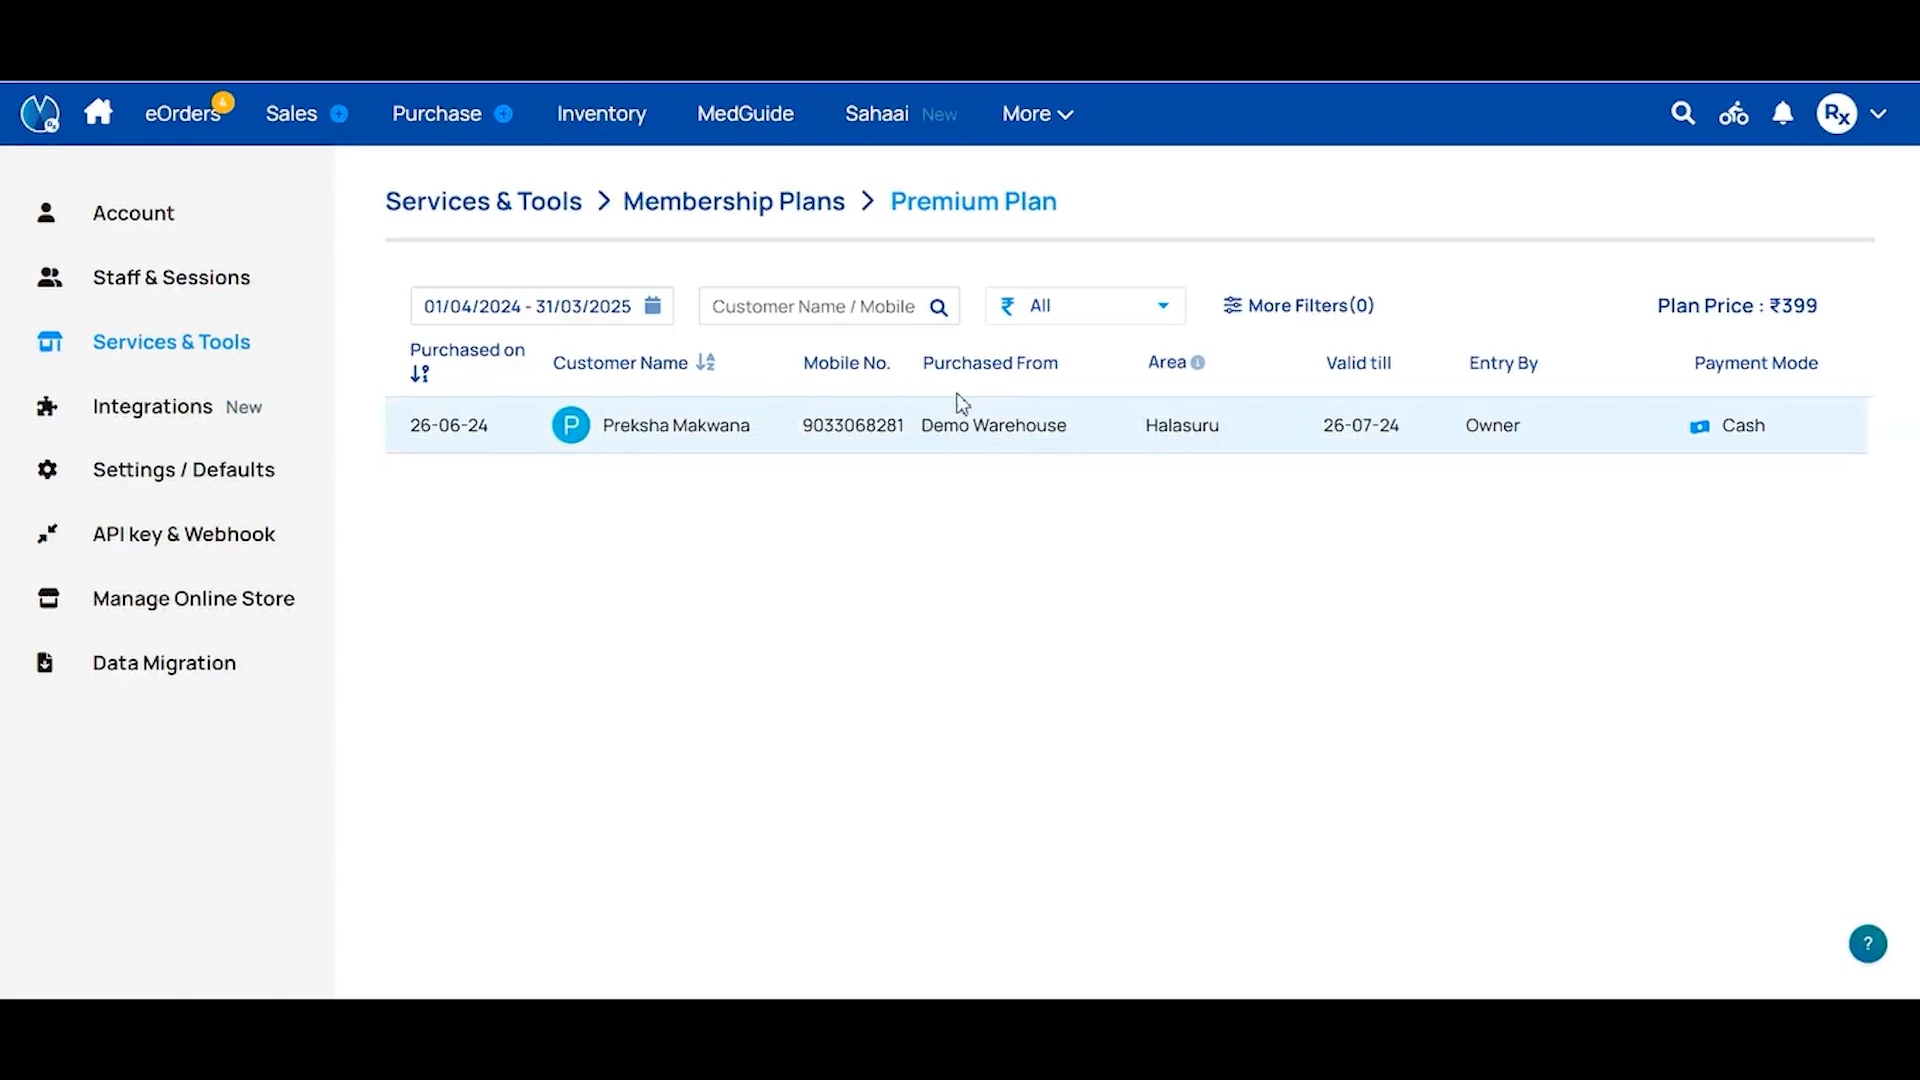 eOrders 4 Sales Purchase Inventory MedGuide Sahaai New More Rx
Account
Staff & Sessions
Services & Tools
Integrations New
Settings / Defaults
API key & Webhook
Manage Online Store
Data Migration
Services & Tools > Membership Plans > Premium Plan
01/04/2024 - 31/03/2025 Customer Name / Mobile ₹ All More Filters(0) Plan Price : ₹399
Purchased on Customer Name Mobile No. Purchased From Area Valid till Entry By Payment Mode
26-06-24 P Preksha Makwana 9033068281 Demo Warehouse Halasuru 26-07-24 Owner Cash
?